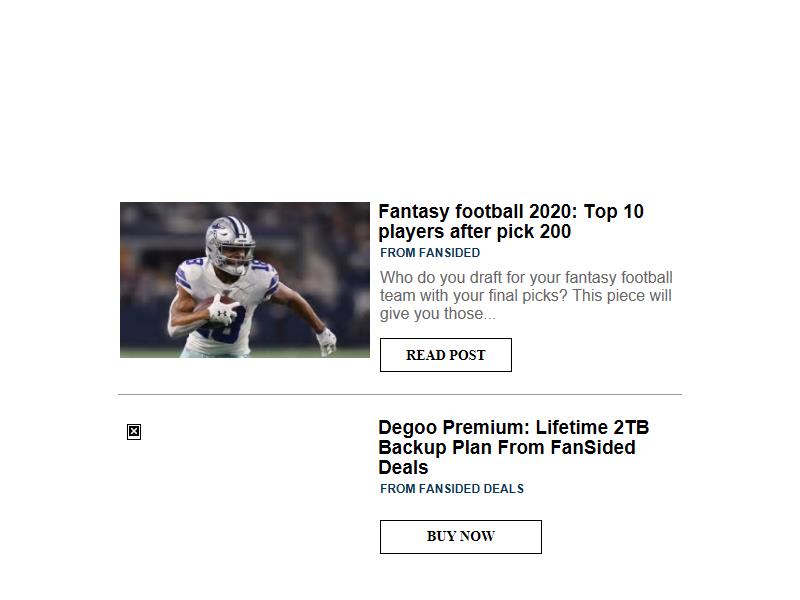 Fantasy football 2020: Top 10
players after pick 200
FROM FANSIDED
Who do you draft for your fantasy football
team with your final picks? This piece will
give you those...
READ POST
Degoo Premium: Lifetime 2TB
Backup Plan From FanSided
Deals
FROM FANSIDED DEALS
BUY NOW